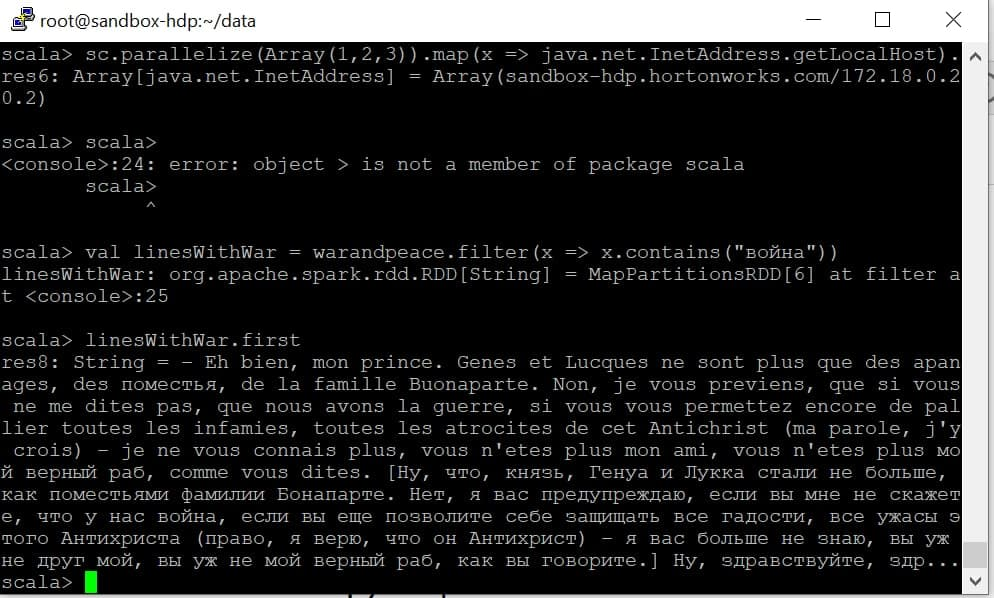 root@sandbox-hdp:~/data
scala> sc.parallelize(Array(1,2,3)).map(x => java.net.InetAddress.getLocalHost).
res6: Array[java.net.InetAddress] = Array(sandbox-hdp.hortonworks.com/172.18.0.2
0.2)
scala> scala>
<console>:24: error: object > is not a member of package scala
scala>
^
scala> val linesWithWar = warandpeace.filter(x => x.contains("война"))
linesWithWar: org.apache.spark.rdd.RDD[String] = MapPartitionsRDD[6] at filter a
t <console>:25
scala> linesWithWar.first
res8: String = – Eh bien, mon prince. Genes et Lucques ne sont plus que des apan
ages, des поместья, de la famille Buonaparte. Non, je vous previens, que si vous
ne me dites pas, que nous avons la guerre, si vous vous permettez encore de pal
lier toutes les infamies, toutes les atrocites de cet Antichrist (ma parole, j'y
crois) – je ne vous connais plus, vous n'etes plus mon ami, vous n'etes plus мо
й верный раб, comme vous dites. [Ну, что, князь, Генуа и Лукка стали не больше,
как поместьями фамилии Бонапарте. Нет, я вас предупреждаю, если вы мне не скажет
е, что у нас война, если вы еще позволите себе защищать все гадости, все ужасы э
того Антихриста (право, я верю, что он Антихрист) – я вас больше не знаю, вы уж
не друг мой, вы уж не мой верный раб, как вы говорите.] Ну, здравствуйте, здр...
scala>